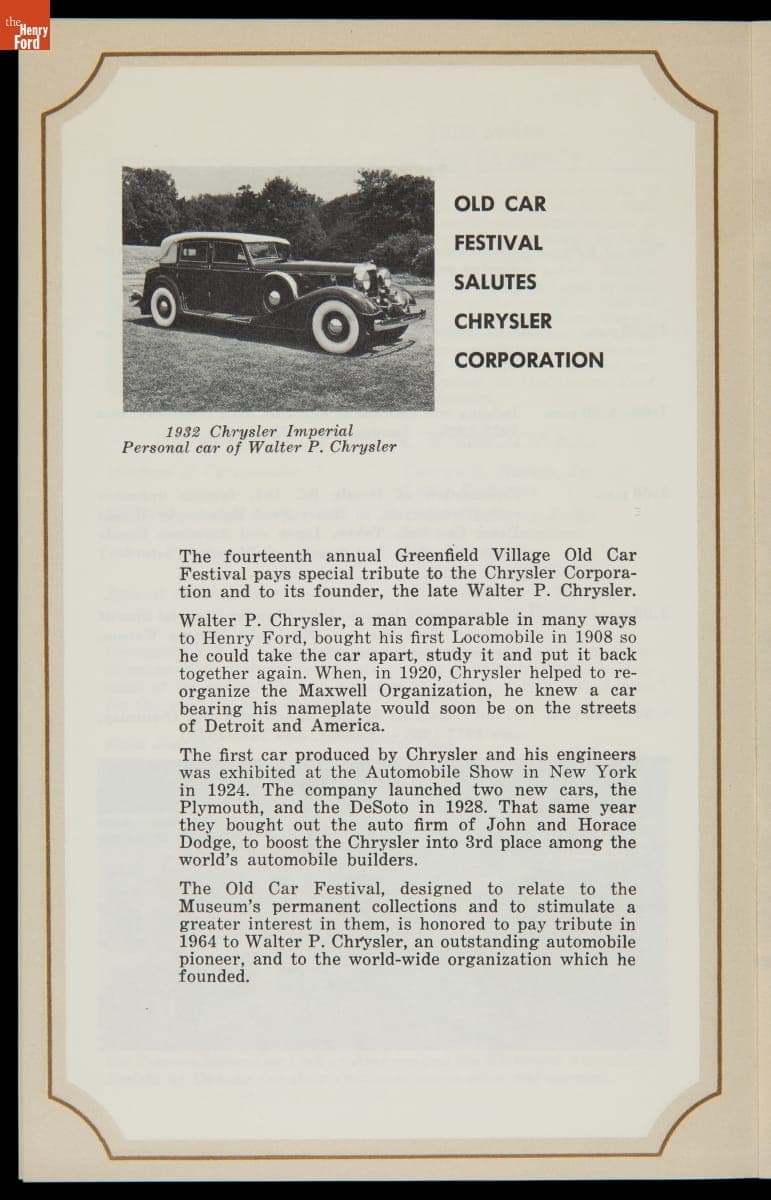 the
Henry
Ford
OLD CAR
FESTIVAL
SALUTES
CHRYSLER
CORPORATION
1932 Chrysler Imperial
Personal car of Walter P. Chrysler
The fourteenth annual Greenfield Village Old Car
Festival pays special tribute to the Chrysler Corpora-
tion and to its founder, the late Walter P. Chrysler.
Walter P. Chrysler, a man comparable in many ways
to Henry Ford, bought his first Locomobile in 1908 so
he could take the car apart, study it and put it back
together again. When, in 1920, Chrysler helped to re-
organize the Maxwell Organization, he knew a car
bearing his nameplate would soon be on the streets
of Detroit and America.
The first car produced by Chrysler and his engineers
was exhibited at the Automobile Show in New York
in 1924. The company launched two new cars, the
Plymouth, and the DeSoto in 1928. That same year
they bought out the auto firm of John and Horace
Dodge, to boost the Chrysler into 3rd place among the
world's automobile builders.
The Old Car Festival, designed to relate to the
Museum's permanent collections and to stimulate a
greater interest in them, is honored to pay tribute in
1964 to Walter P. Chrysler, an outstanding automobile
pioneer, and to the world-wide organization which he
founded.